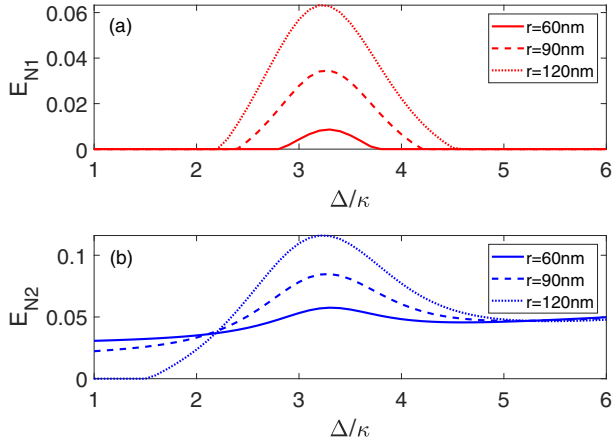 (a)
E_N1
0.06
0.04
0.02
0
r=60nm
r=90nm
r=120nm
1 2 3 4 5 6
Δ/κ
(b)
E_N2
0.1
0.05
0
r=60nm
r=90nm
r=120nm
1 2 3 4 5 6
Δ/κ